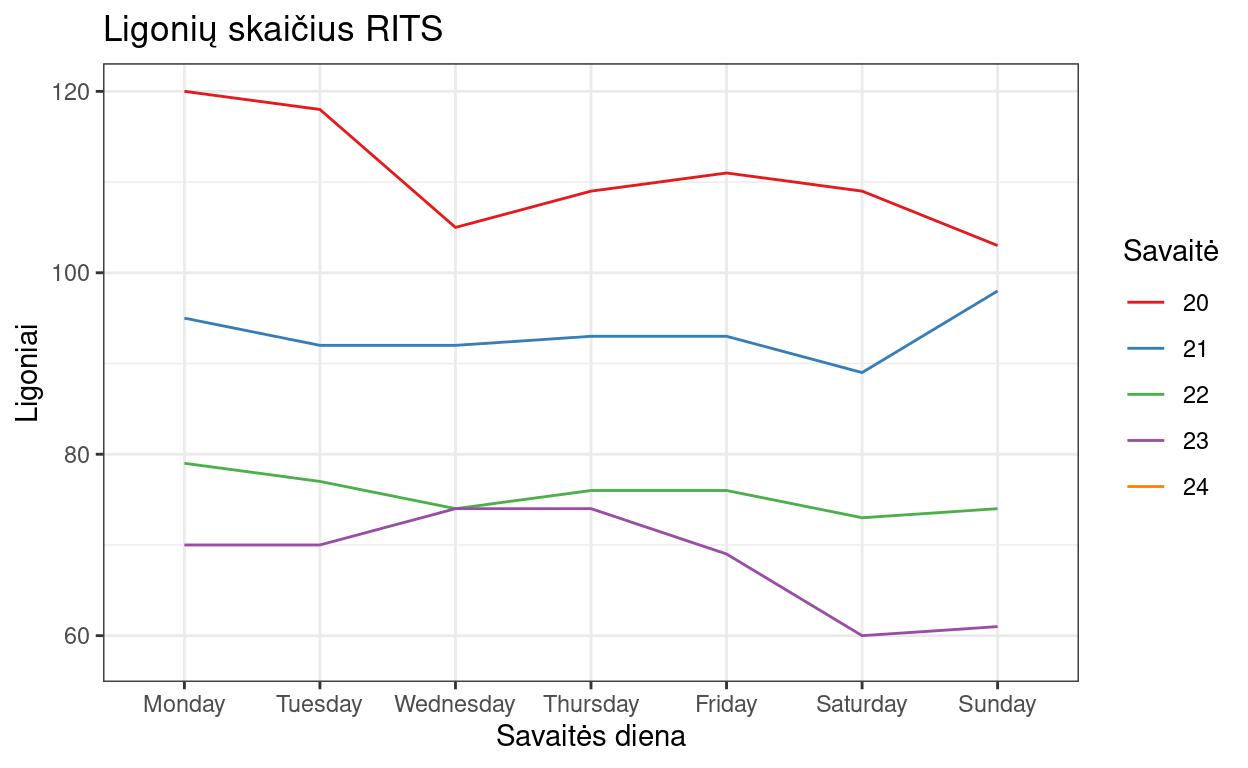 Ligonių skaičius RITS
120
100
80
60
Ligoniai
Monday Tuesday Wednesday Thursday Friday Saturday Sunday
Savaitės diena
Savaitė
20
21
22
23
24